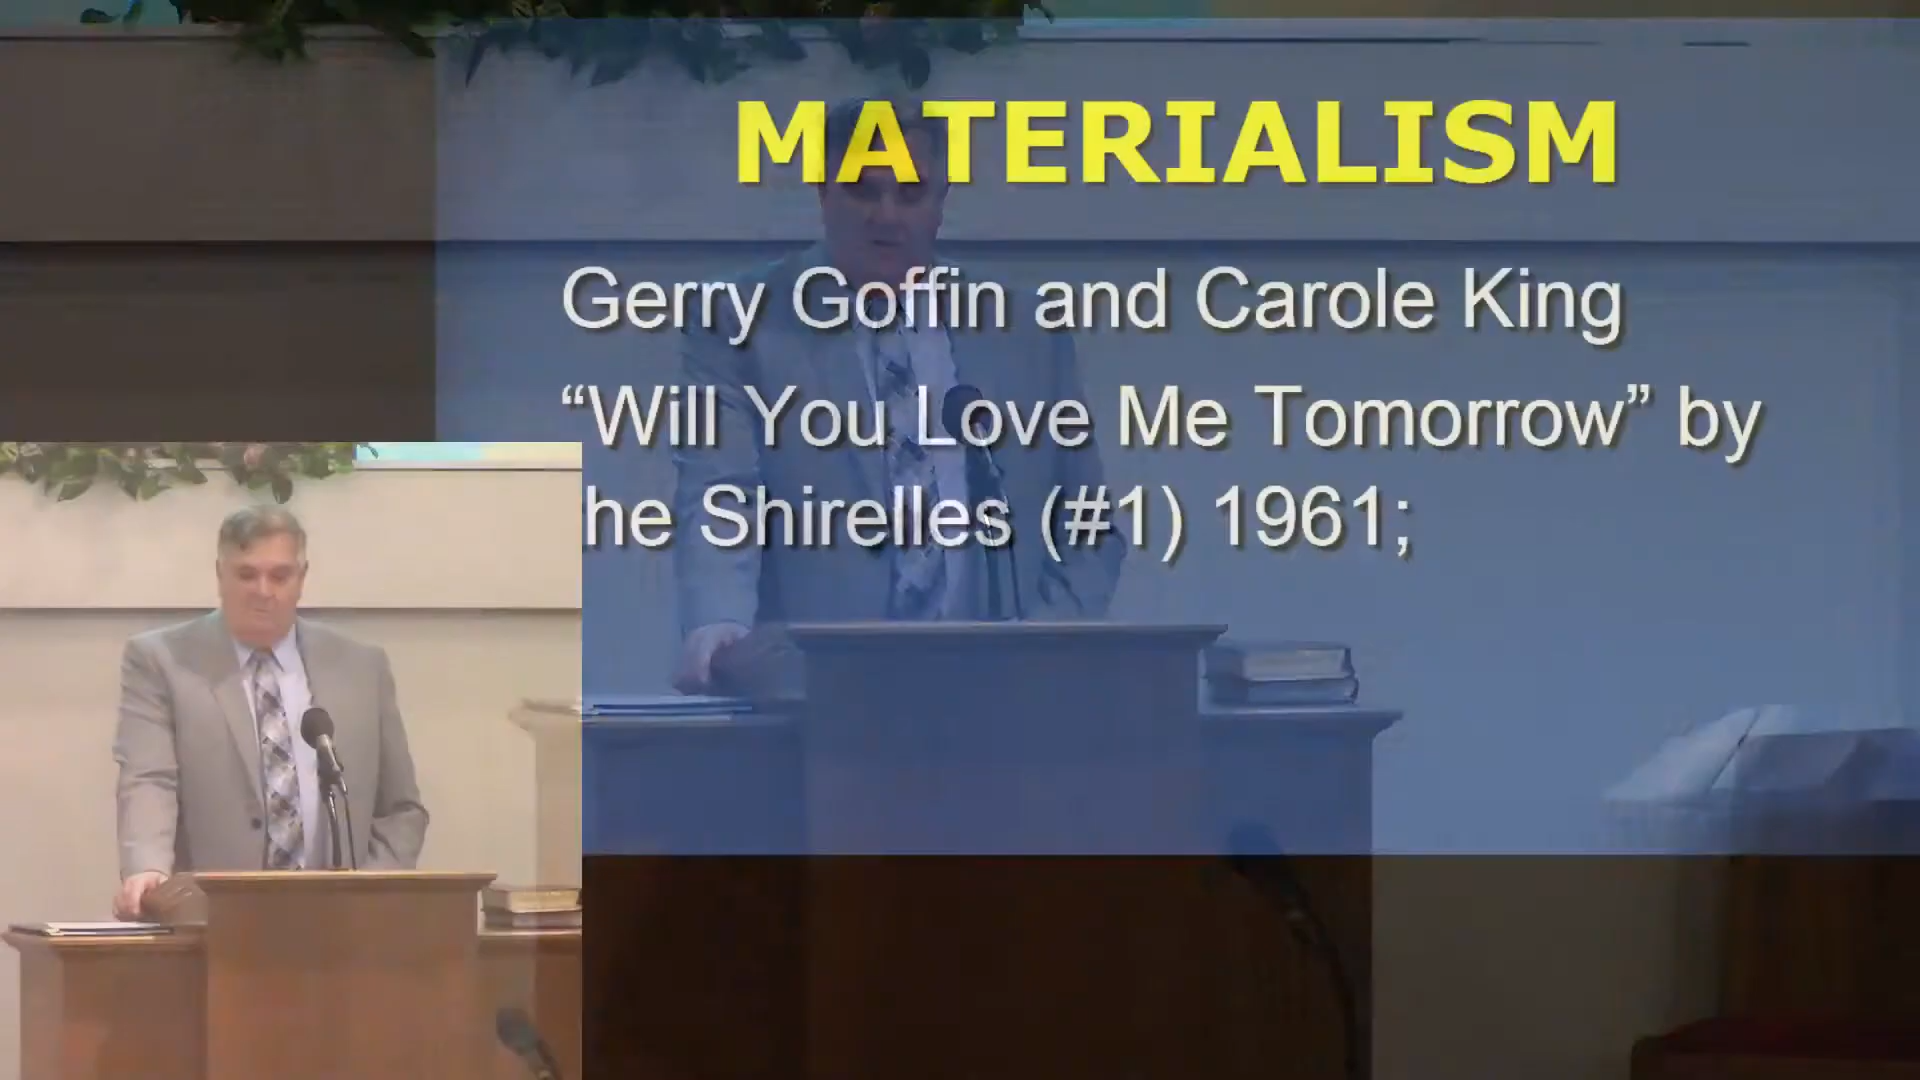 MATERIALISM
Gerry Goffin and Carole King
“Will You Love Me Tomorrow” by
he Shirelles (#1) 1961;